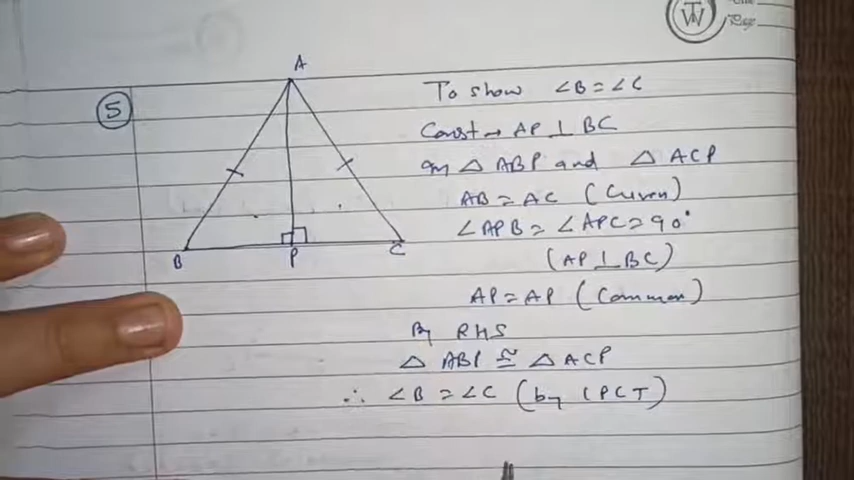 Page
5
A
B
P
C
To show ∠B = ∠C
Const → AP ⊥ BC
In △ ABP and △ ACP
AB = AC (Given)
∠APB = ∠APC = 90°
(AP ⊥ BC)
AP = AP (Common)
By RHS
△ ABP ≅ △ ACP
∴ ∠B = ∠C (by CPCT)